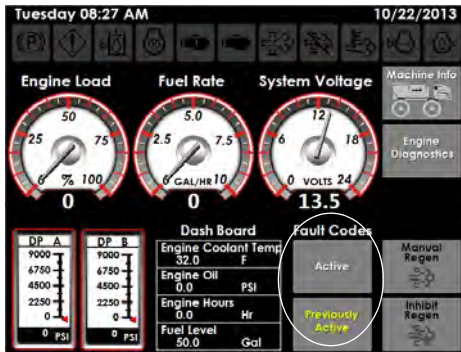 Tuesday 08:27 AM 10/22/2013
(P)
Engine Load Fuel Rate System Voltage Machine Info
50 5.0 12
25 75 2.5 7.5 6 18
0 % 100 0 GAL/HR 10 0 VOLTS 24
0 0 13.5
Engine
Diagnostics
Dash Board Fault Codes
DP A DP B
9000 9000
6750 6750
4500 4500
2250 2250
0 0
0 PSI 0 PSI
Engine Coolant Temp
32.0 F
Engine Oil
0.0 PSI
Engine Hours
0.0 Hr
Fuel Level
50.0 Gal
Active
Previously
Active
Manual
Regen
Inhibit
Regen